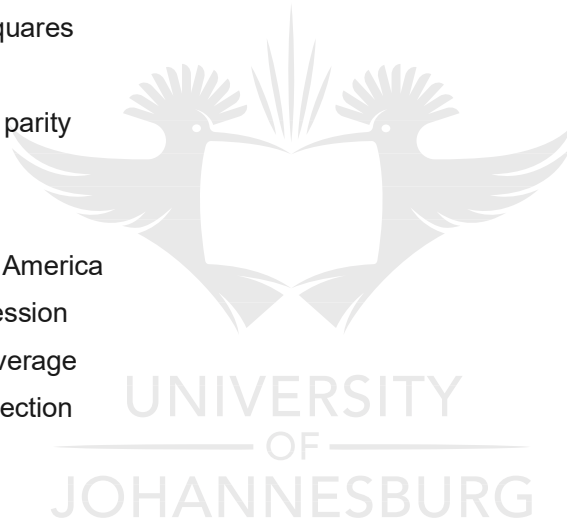 quares
parity
America
ession
verage
ection
UNIVERSITY
OF
JOHANNESBURG